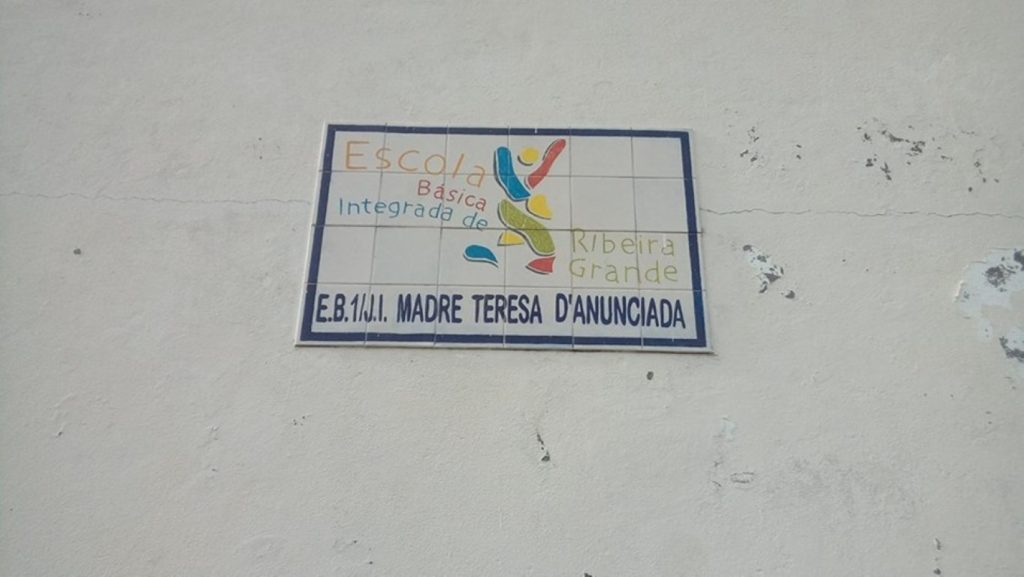 Escola
Básica
Integrada de
Ribeira
Grande
E.B.1/J.I. MADRE TERESA D'ANUNCIADA